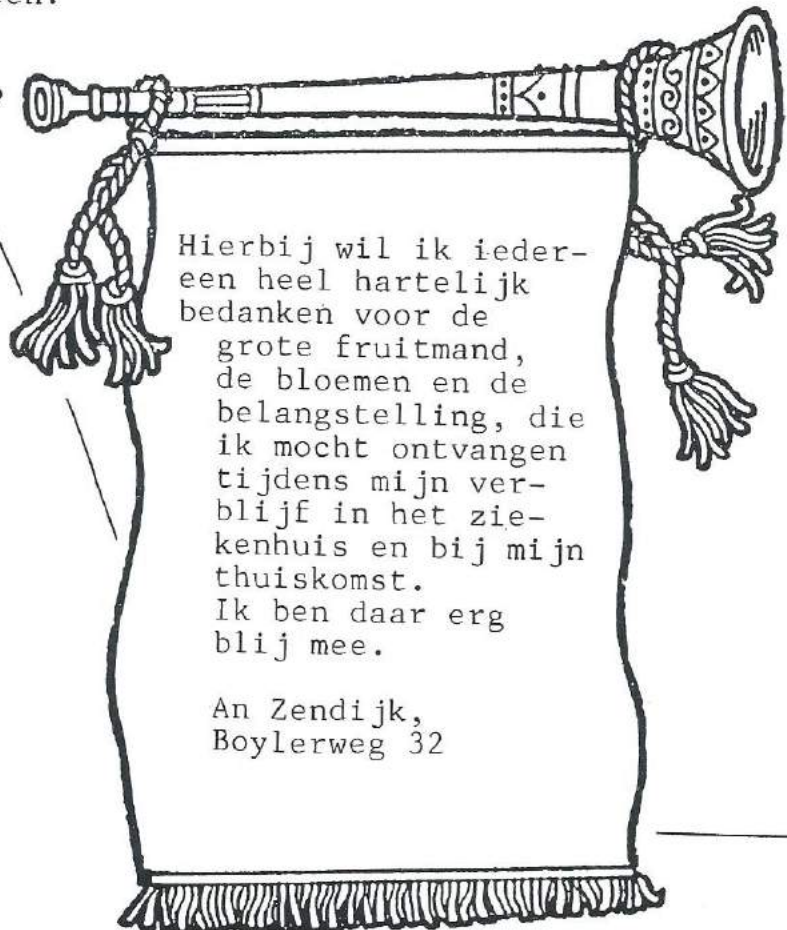 Hierbij wil ik ieder-
een heel hartelijk
bedanken voor de
grote fruitmand,
de bloemen en de
belangstelling, die
ik mocht ontvangen
tijdens mijn ver-
blijf in het zie-
kenhuis en bij mijn
thuiskomst.
Ik ben daar erg
blij mee.
An Zendijk,
Boylerweg 32